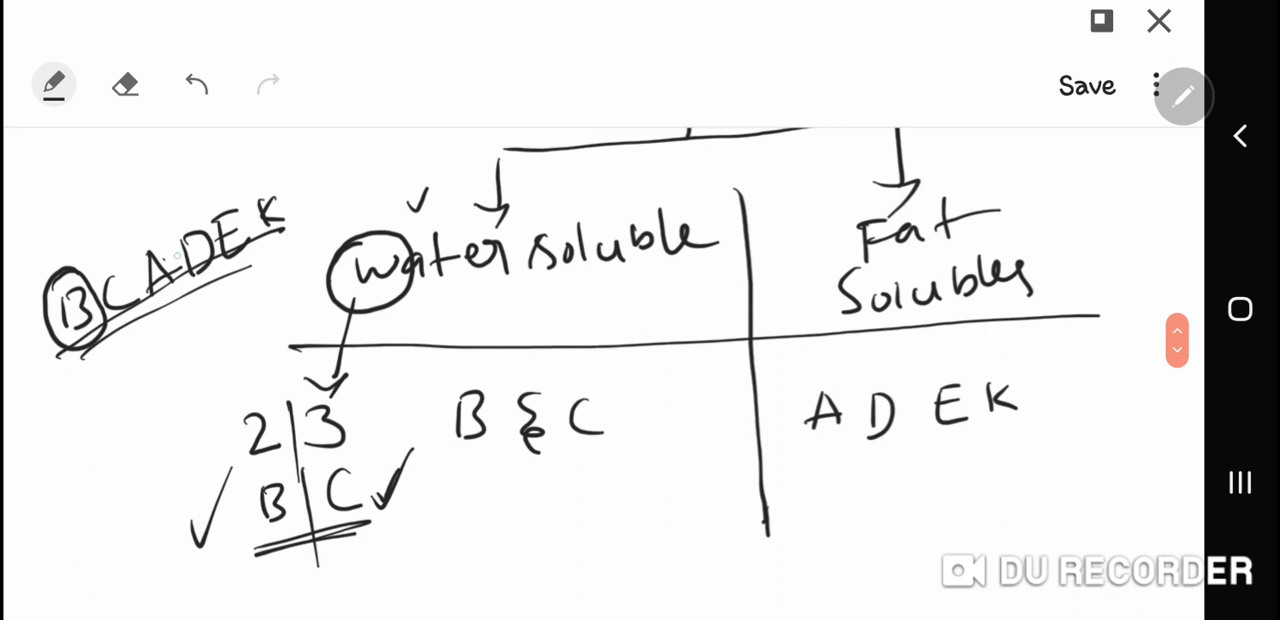 Save
BCADEK
Water soluble
Fat
Solubles
2 | 3
B & C
A D E K
B | C
DU RECORDER